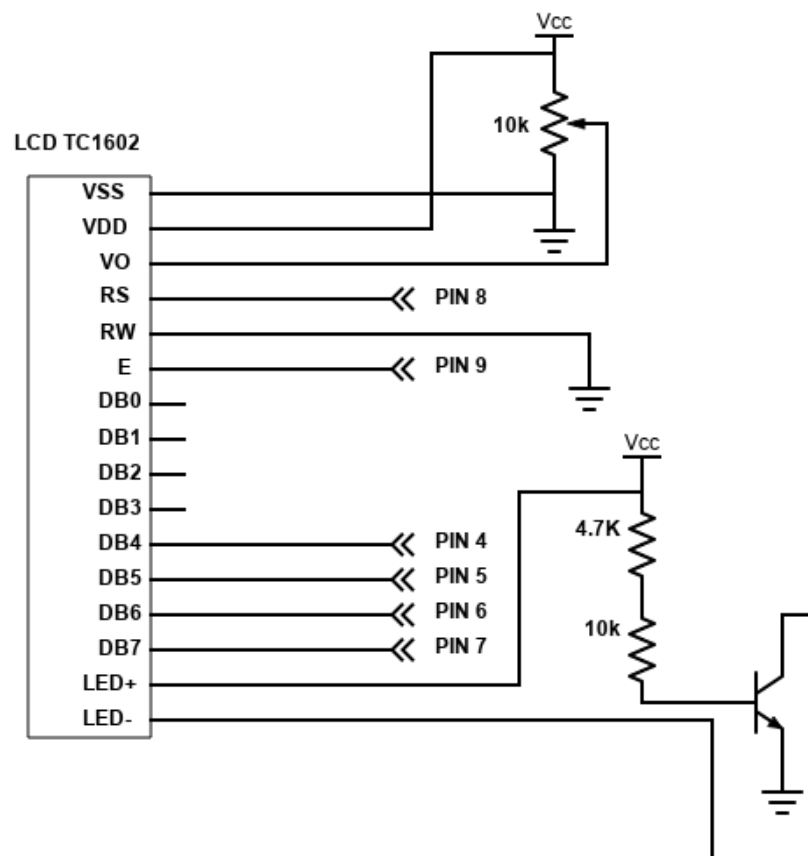 Vcc
10k
LCD TC1602
VSS
VDD
VO
RS
PIN 8
RW
E
PIN 9
DB0
DB1
DB2
DB3
DB4
PIN 4
DB5
PIN 5
DB6
PIN 6
DB7
PIN 7
LED+
LED-
Vcc
4.7K
10k